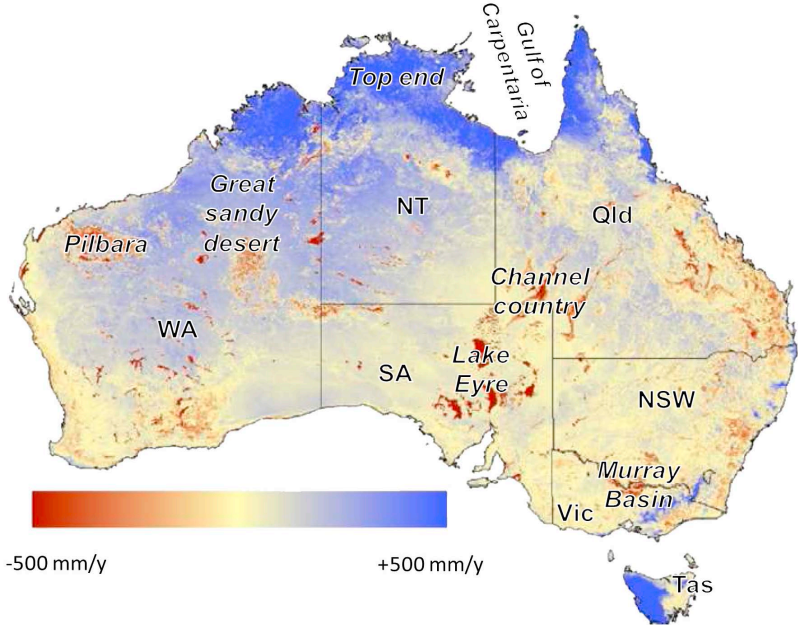 Gulf of
Carpentaria
Top end
Great
sandy
desert
NT
Qld
Pilbara
Channel
country
WA
Lake
Eyre
SA
NSW
Murray
Basin
Vic
-500 mm/y
+500 mm/y
Tas